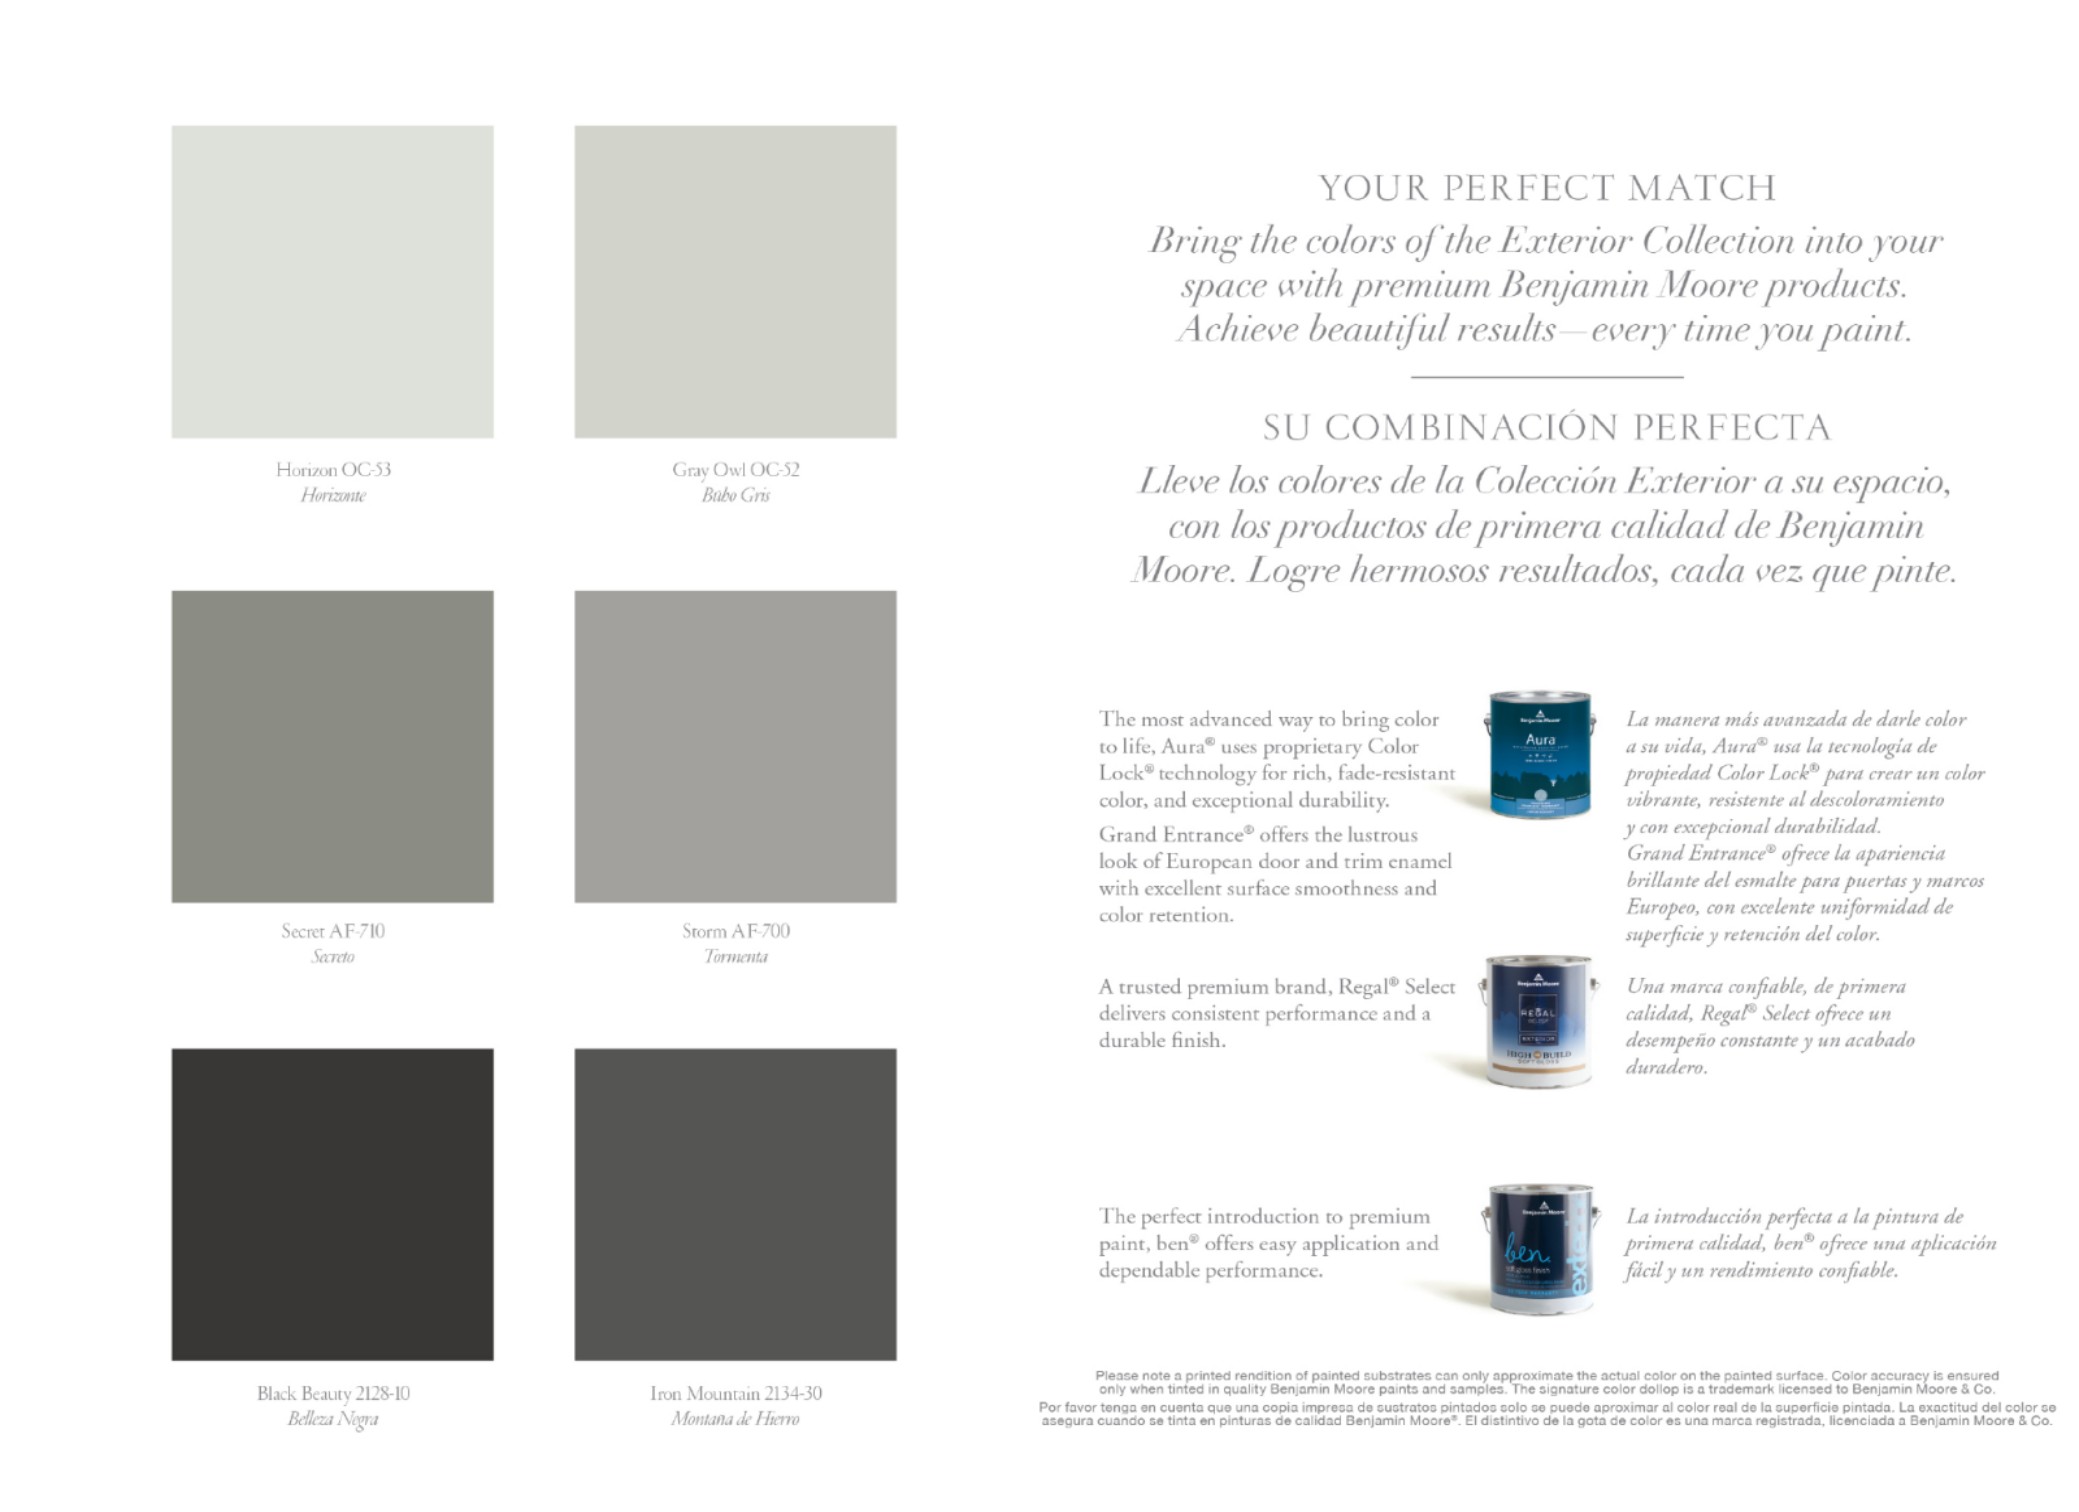 Horizon OC-53
Horizonte
Gray Owl OC-52
Búho Gris
Secret AF-710
Secreto
Storm AF-700
Tormenta
Black Beauty 2128-10
Belleza Negra
Iron Mountain 2134-30
Montaña de Hierro
YOUR PERFECT MATCH
Bring the colors of the Exterior Collection into your
space with premium Benjamin Moore products.
Achieve beautiful results—every time you paint.
SU COMBINACIÓN PERFECTA
Lleve los colores de la Colección Exterior a su espacio,
con los productos de primera calidad de Benjamin
Moore. Logre hermosos resultados, cada vez que pinte.
The most advanced way to bring color
to life, Aura® uses proprietary Color
Lock® technology for rich, fade-resistant
color, and exceptional durability.
Grand Entrance® offers the lustrous
look of European door and trim enamel
with excellent surface smoothness and
color retention.
Benjamin Moore
Aura
La manera más avanzada de darle color
a su vida, Aura® usa la tecnología de
propiedad Color Lock® para crear un color
vibrante, resistente al descoloramiento
y con excepcional durabilidad.
Grand Entrance® ofrece la apariencia
brillante del esmalte para puertas y marcos
Europeo, con excelente uniformidad de
superficie y retención del color.
A trusted premium brand, Regal® Select
delivers consistent performance and a
durable finish.
Benjamin Moore
REGAL
EXTERIOR
HIGH BUILD
SOFT GLOSS
Una marca confiable, de primera
calidad, Regal® Select ofrece un
desempeño constante y un acabado
duradero.
The perfect introduction to premium
paint, ben® offers easy application and
dependable performance.
Benjamin Moore
ben.
soft gloss finish
exterior
La introducción perfecta a la pintura de
primera calidad, ben® ofrece una aplicación
fácil y un rendimiento confiable.
Please note a printed rendition of painted substrates can only approximate the actual color on the painted surface. Color accuracy is ensured
only when tinted in quality Benjamin Moore paints and samples. The signature color dollop is a trademark licensed to Benjamin Moore & Co.
Por favor tenga en cuenta que una copia impresa de sustratos pintados solo se puede aproximar al color real de la superficie pintada. La exactitud del color se
asegura cuando se tinta en pinturas de calidad Benjamin Moore®. El distintivo de la gota de color es una marca registrada, licenciada a Benjamin Moore & Co.